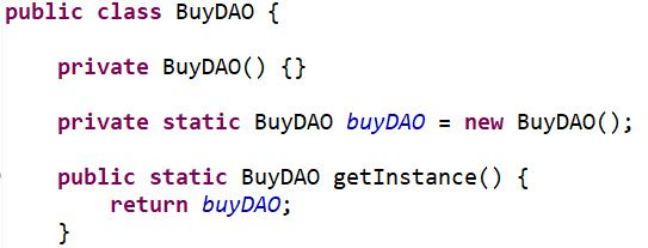 public class BuyDAO {
private BuyDAO() {}
private static BuyDAO buyDAO = new BuyDAO();
public static BuyDAO getInstance() {
return buyDAO;
}